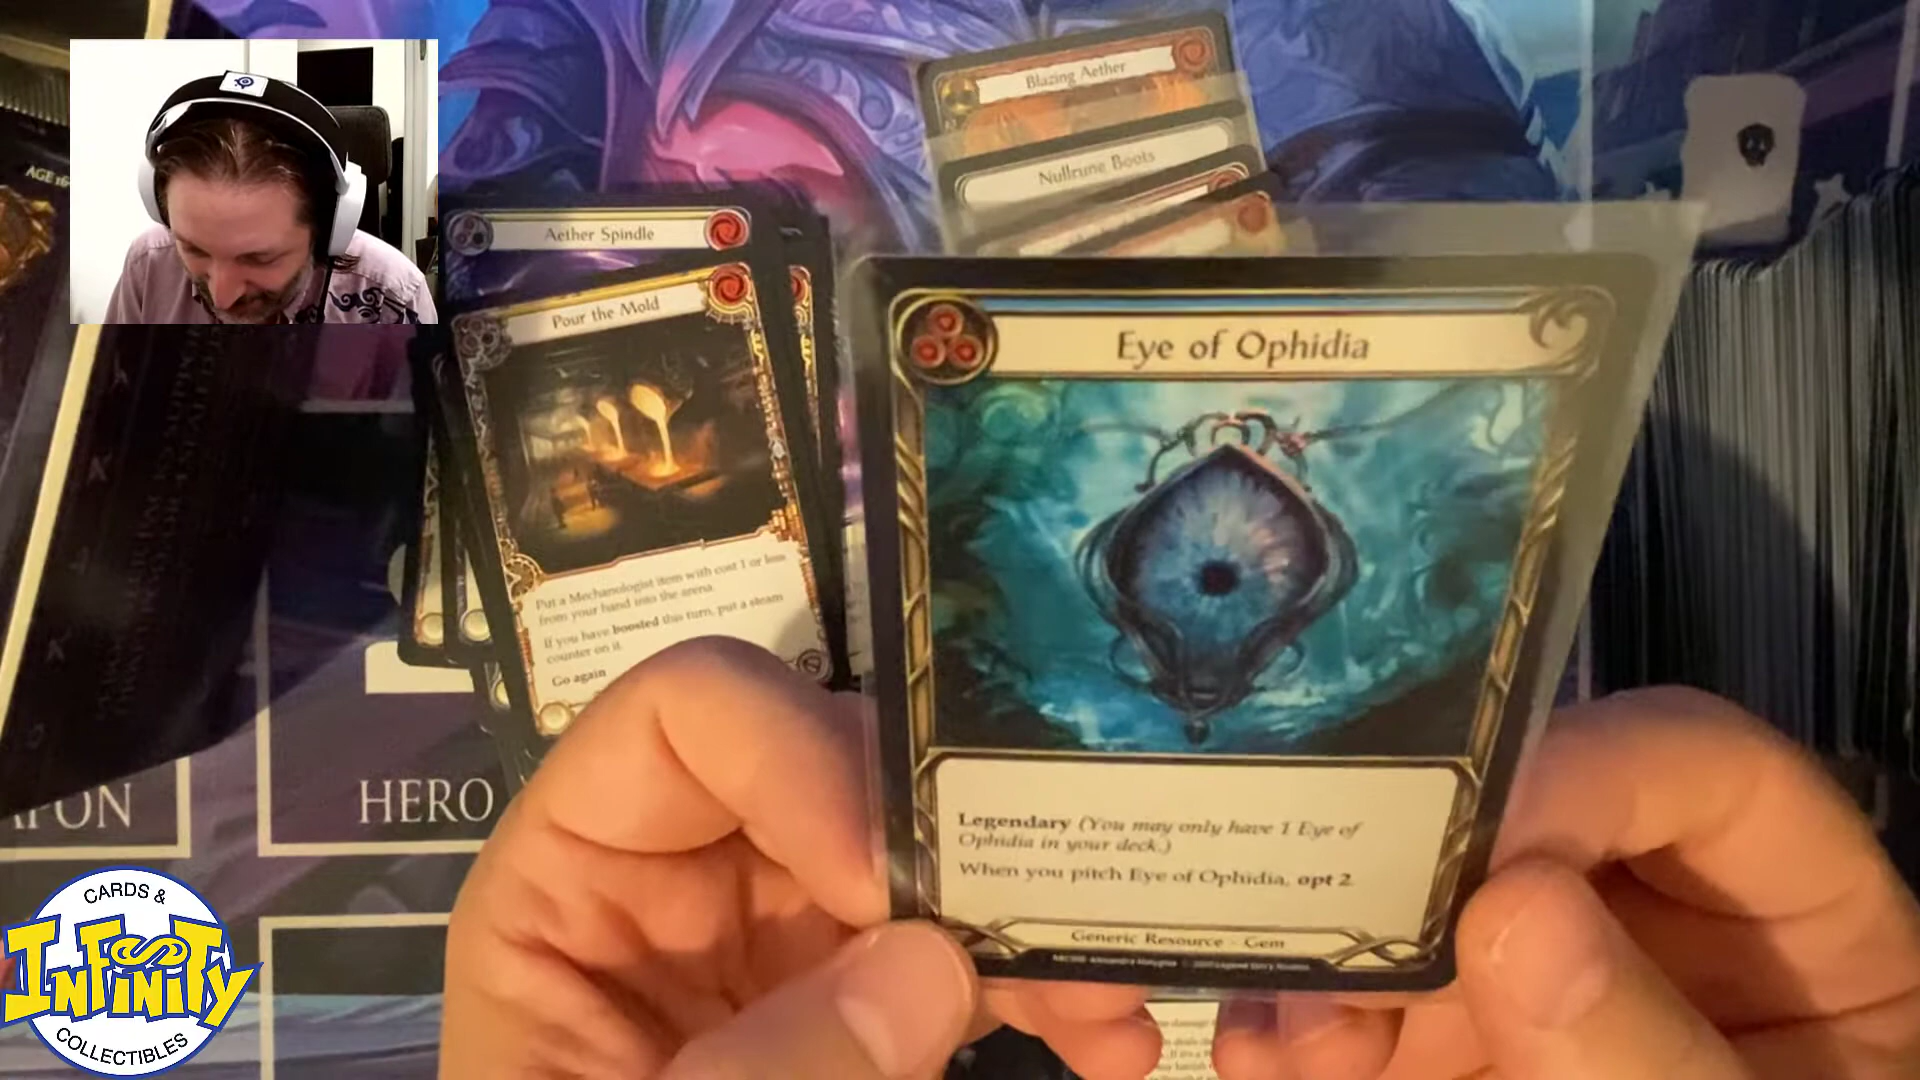 AGE 16
Blazing Aether
Nullrune Boots
Aether Spindle
Pour the Mold
Put a Mechanologist item with cost 1 or less
from your hand into the arena.
If you have boosted this turn, put a steam
counter on it.
Go again
Eye of Ophidia
Legendary (You may only have 1 Eye of
Ophidia in your deck.)
When you pitch Eye of Ophidia, opt 2.
Generic Resource - Gem
HERO
CARDS &
INFINITY
COLLECTIBLES